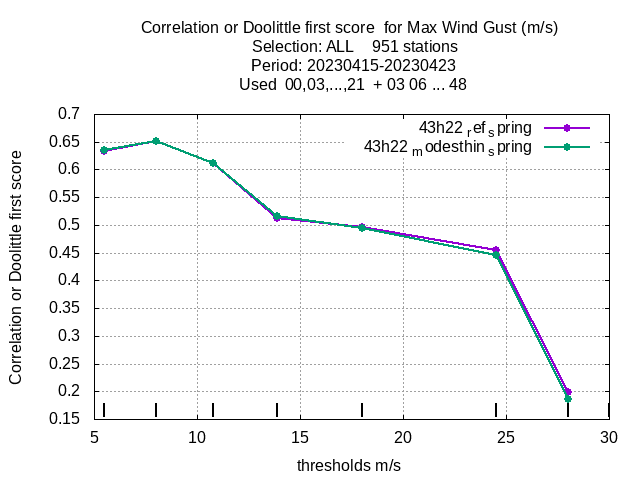 Correlation or Doolittle first score  for Max Wind Gust (m/s)
Selection: ALL    951 stations
Period: 20230415-20230423
Used  00,03,...,21  + 03 06 ... 48
43h22 ref spring
43h22 modesthin spring
Correlation or Doolittle first score
0.7
0.65
0.6
0.55
0.5
0.45
0.4
0.35
0.3
0.25
0.2
0.15
5 10 15 20 25 30
thresholds m/s